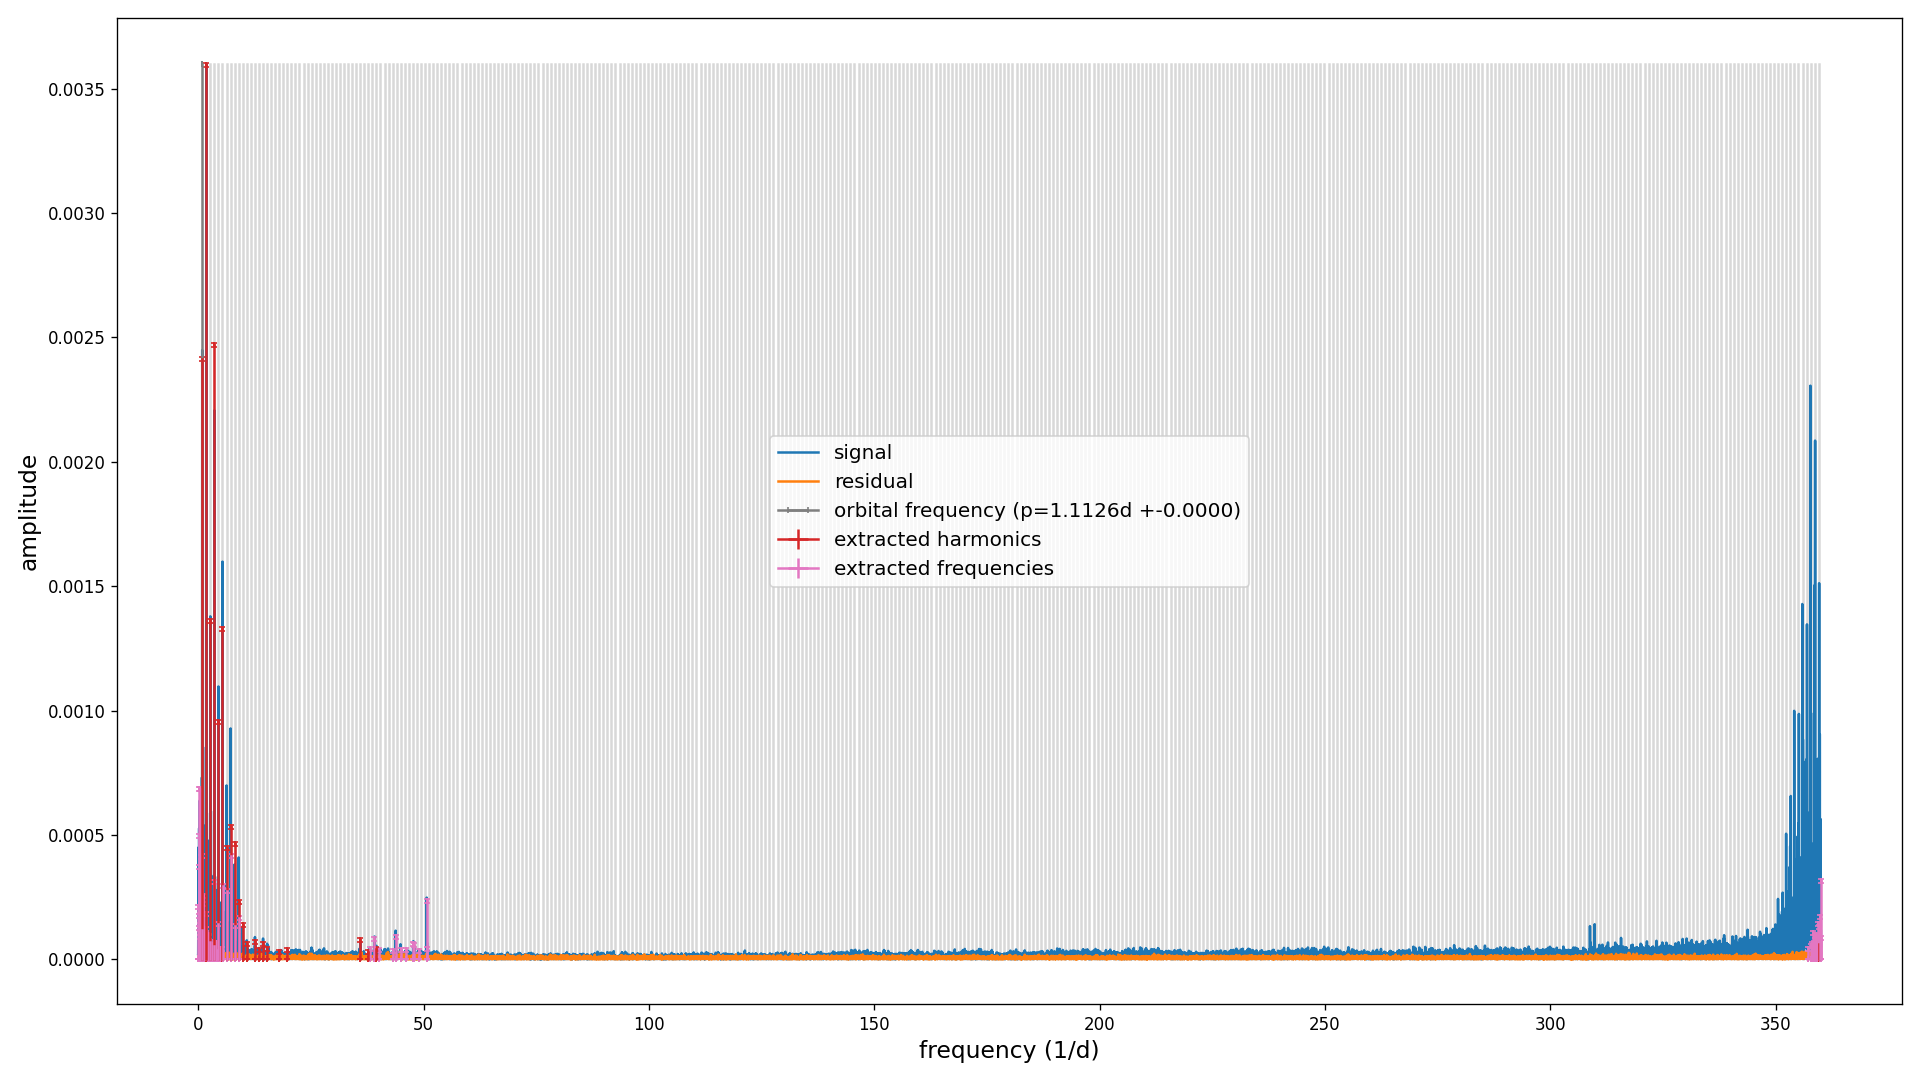 0.0035
0.0030
0.0025
0.0020
0.0015
0.0010
0.0005
0.0000
amplitude
signal
residual
orbital frequency (p=1.1126d +-0.0000)
extracted harmonics
extracted frequencies
0 50 100 150 200 250 300 350
frequency (1/d)